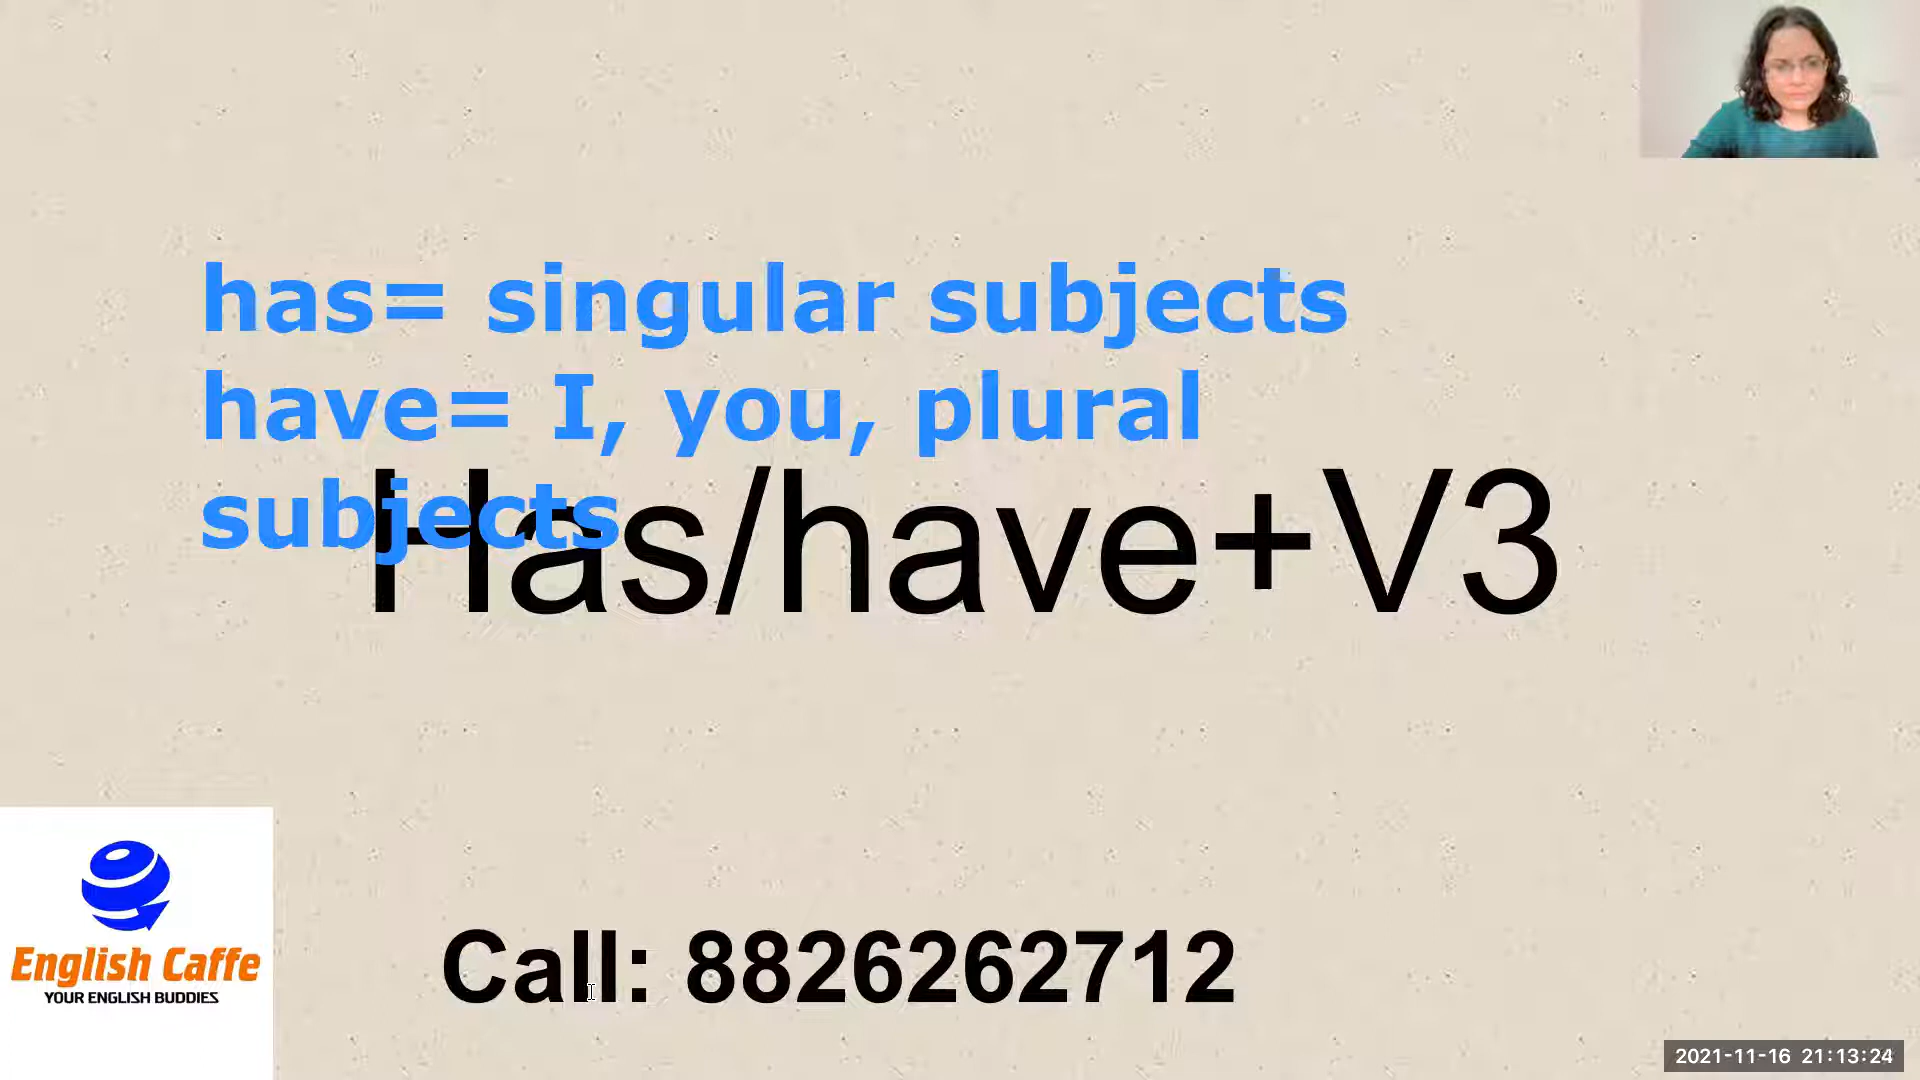 has= singular subjects
have= I, you, plural
subjects
Has/have+V3
English Caffe
YOUR ENGLISH BUDDIES
Call: 8826262712
2021-11-16 21:13:24